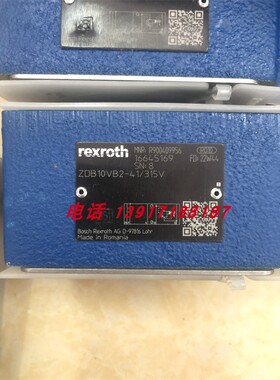 rexroth
MNR: R900409956
16645169
FD: 22W44
SN: 8
ZDB10VB2-41/315V
电话 13917188187
Bosch Rexroth AG D-97816 Lohr
Made in Romania